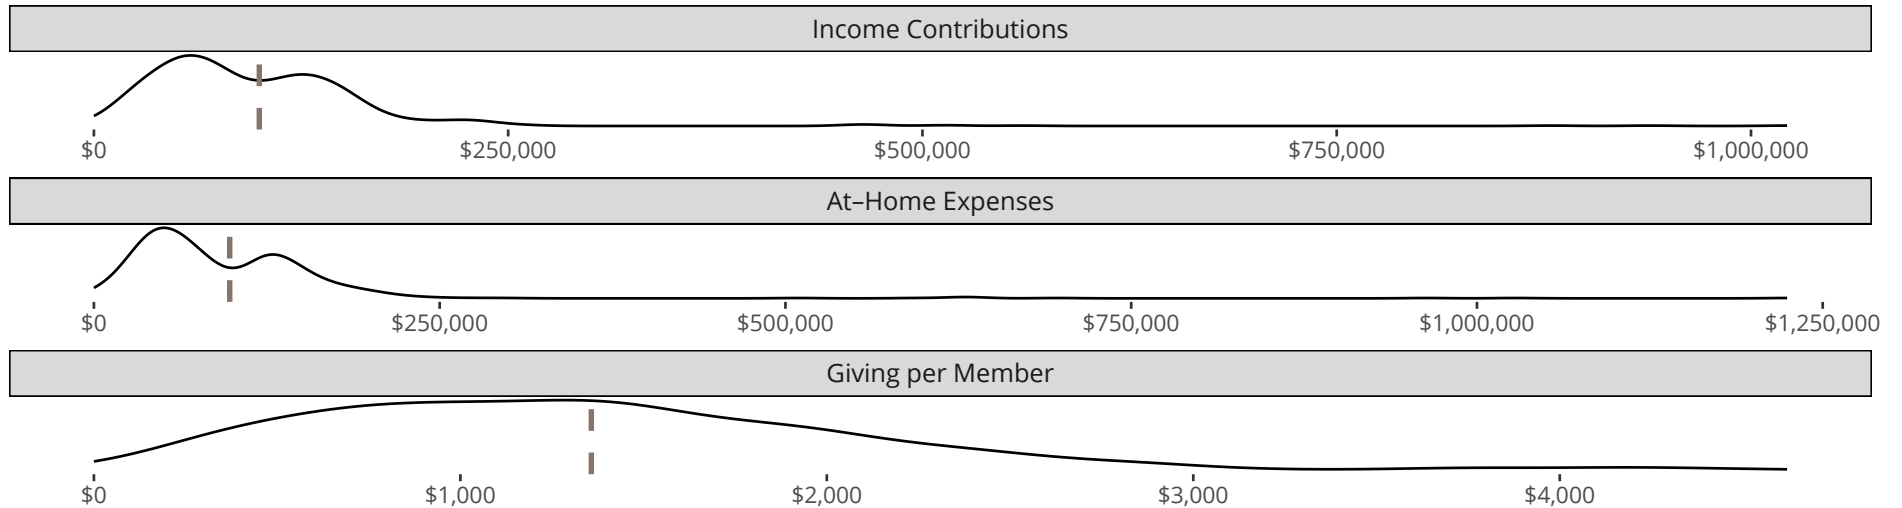 Income Contributions
$0 $250,000 $500,000 $750,000 $1,000,000
At–Home Expenses
$0 $250,000 $500,000 $750,000 $1,000,000 $1,250,000
Giving per Member
$0 $1,000 $2,000 $3,000 $4,000